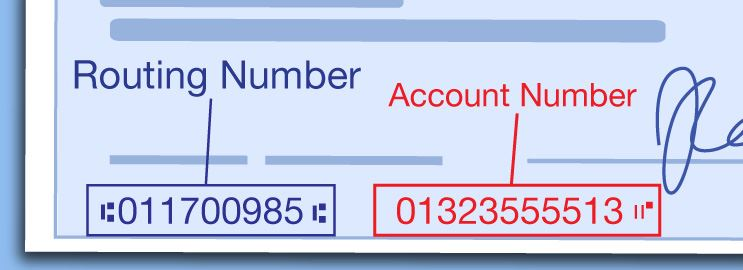 Routing Number
Account Number
⑆011700985⑆ 01323555513⑈